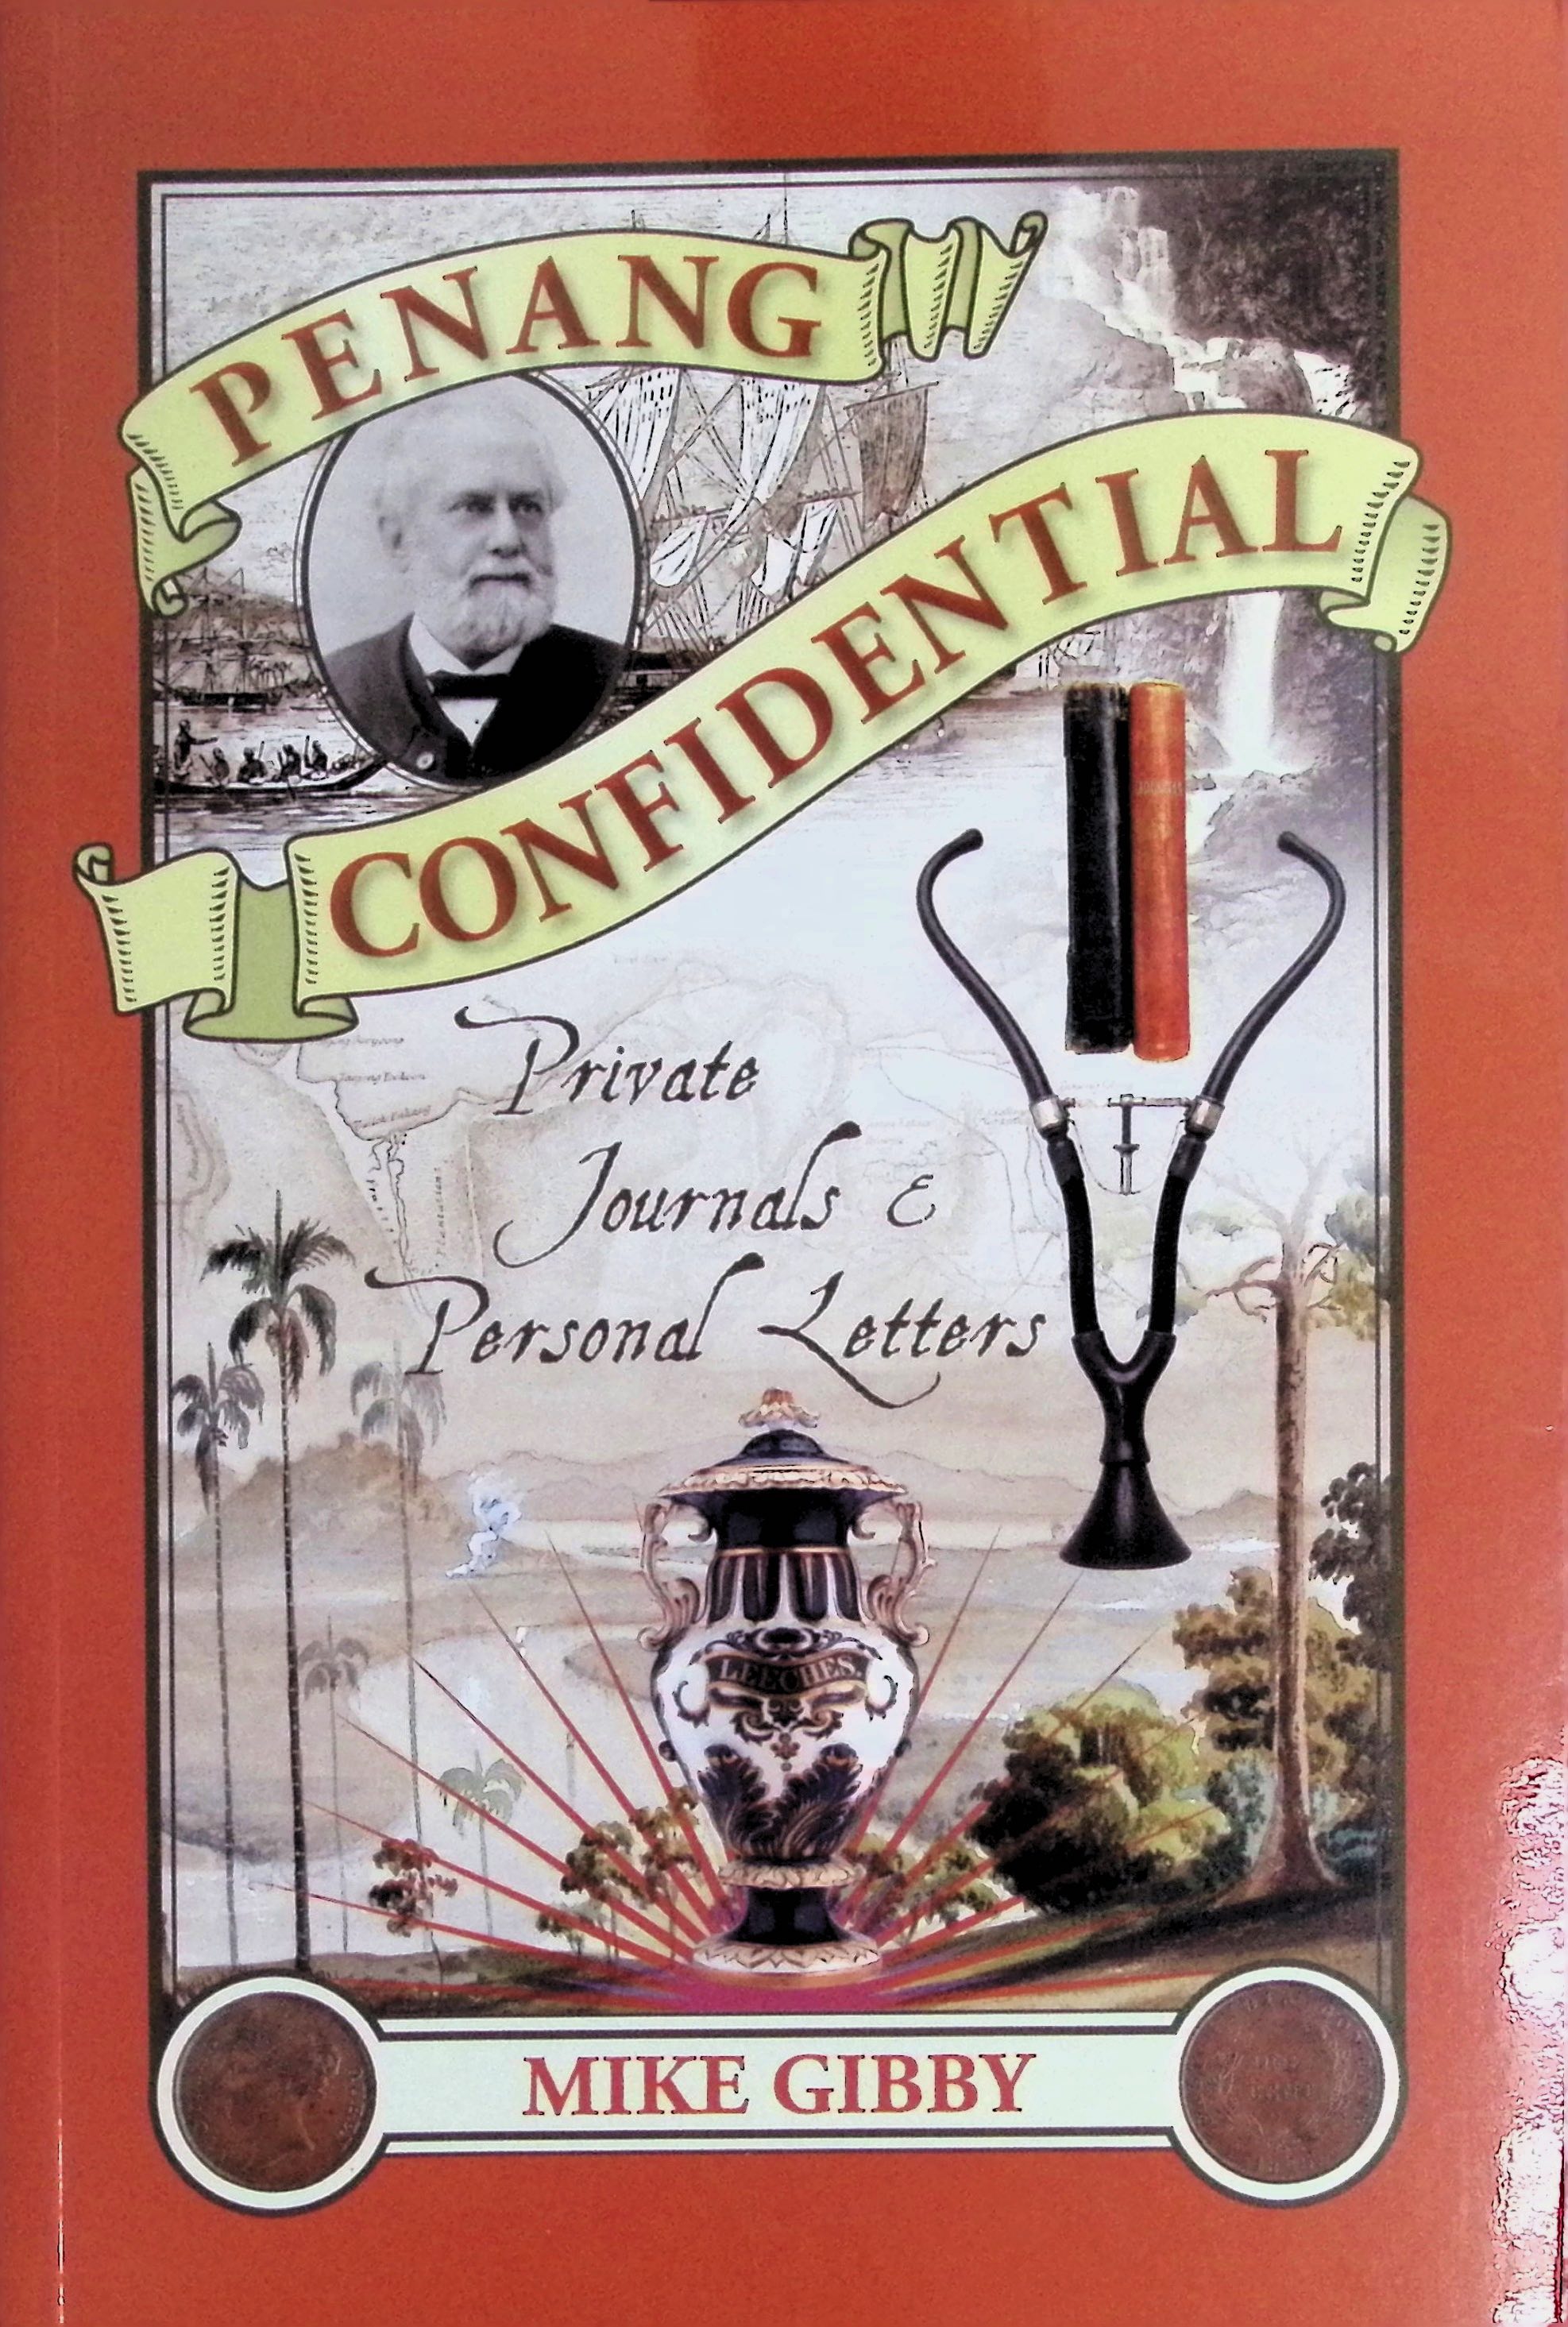 PENANG
CONFIDENTIAL
Private
Journals &
Personal Letters
LEECHES
MIKE GIBBY